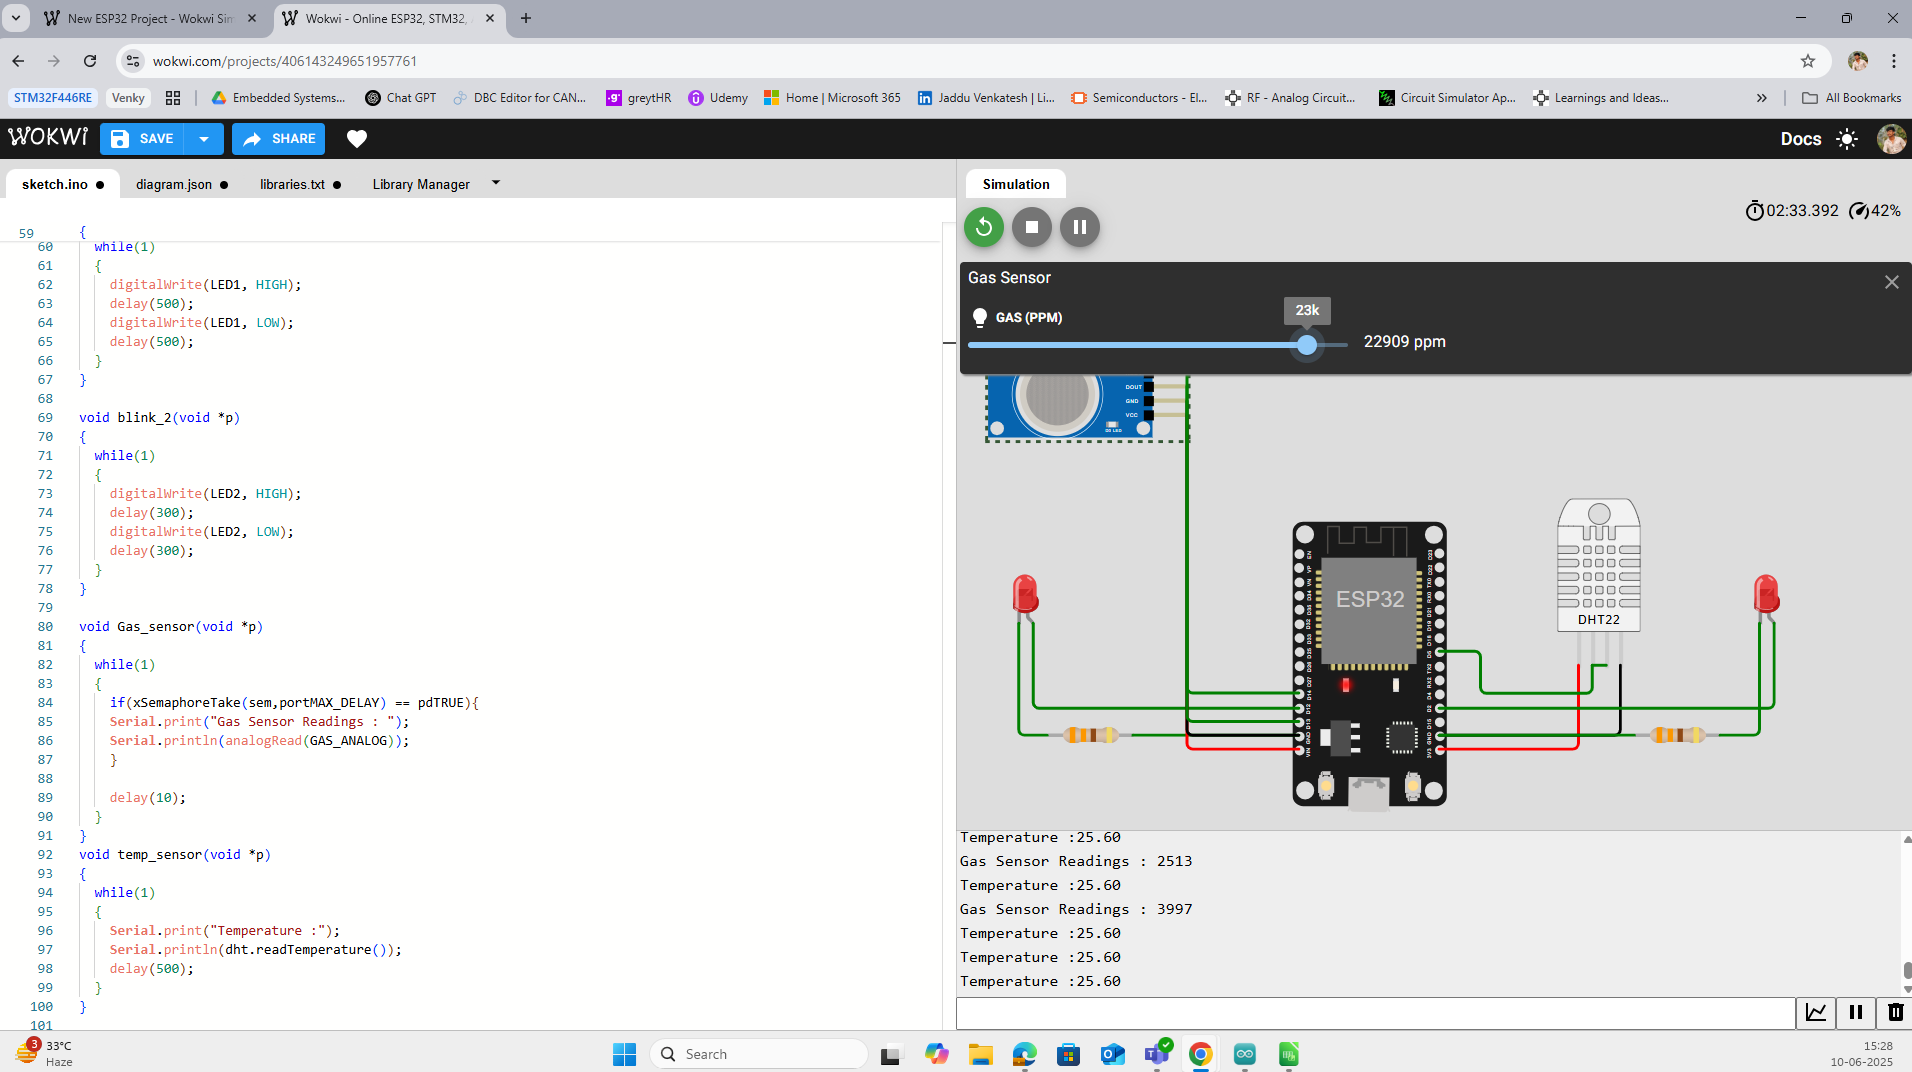 New ESP32 Project - Wokwi Sim
Wokwi - Online ESP32, STM32,
wokwi.com/projects/406143249651957761
STM32F446RE
Venky
Embedded Systems...
Chat GPT
DBC Editor for CAN...
greytHR
Udemy
Home | Microsoft 365
Jaddu Venkatesh | Li...
Semiconductors - El...
RF - Analog Circuit...
Circuit Simulator Ap...
Learnings and Ideas...
All Bookmarks
WOKWI
SAVE
SHARE
Docs
sketch.ino
diagram.json
libraries.txt
Library Manager
Simulation
02:33.392
42%
59 {
60 while(1)
61 {
62 digitalWrite(LED1, HIGH);
63 delay(500);
64 digitalWrite(LED1, LOW);
65 delay(500);
66 }
67 }
68
69 void blink_2(void *p)
70 {
71 while(1)
72 {
73 digitalWrite(LED2, HIGH);
74 delay(300);
75 digitalWrite(LED2, LOW);
76 delay(300);
77 }
78 }
79
80 void Gas_sensor(void *p)
81 {
82 while(1)
83 {
84 if(xSemaphoreTake(sem,portMAX_DELAY) == pdTRUE){
85 Serial.print("Gas Sensor Readings : ");
86 Serial.println(analogRead(GAS_ANALOG));
87 }
88
89 delay(10);
90 }
91 }
92 void temp_sensor(void *p)
93 {
94 while(1)
95 {
96 Serial.print("Temperature :");
97 Serial.println(dht.readTemperature());
98 delay(500);
99 }
100 }
101
Gas Sensor
GAS (PPM)
23k
22909 ppm
DOUT
GND
VCC
ESP32
DHT22
Temperature :25.60
Gas Sensor Readings : 2513
Temperature :25.60
Gas Sensor Readings : 3997
Temperature :25.60
Temperature :25.60
Temperature :25.60
3
33°C
Haze
Search
15:28
10-06-2025